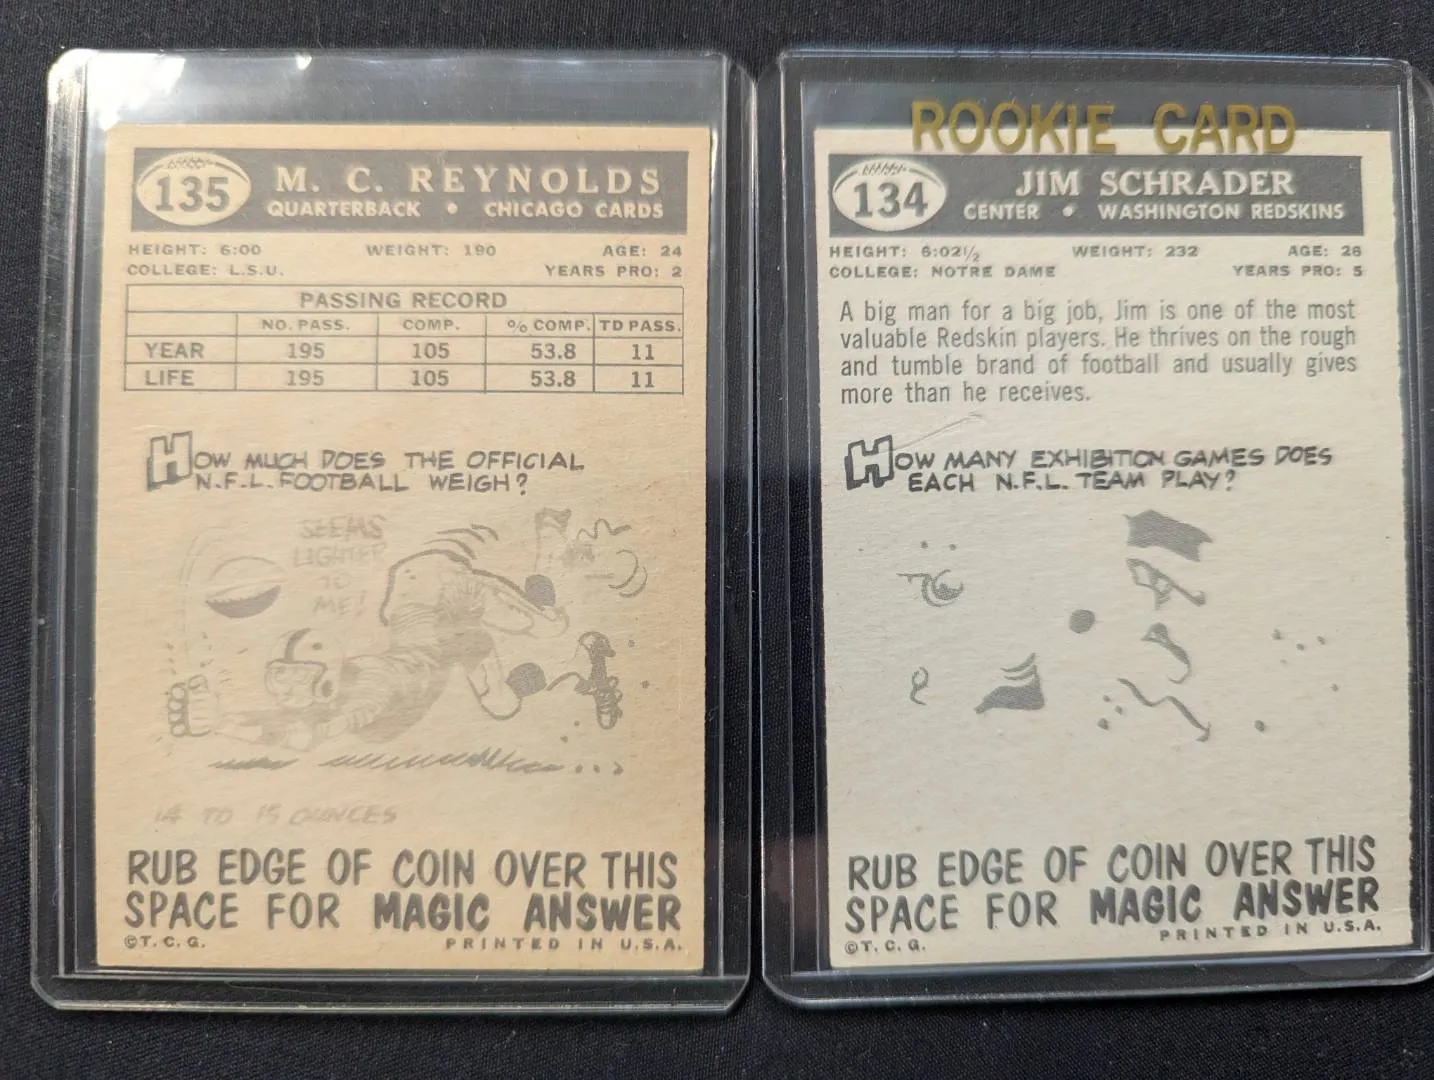 135
M. C. REYNOLDS
QUARTERBACK • CHICAGO CARDS
HEIGHT: 6:00 WEIGHT: 190 AGE: 24
COLLEGE: L.S.U. YEARS PRO: 2
PASSING RECORD
NO. PASS. COMP. % COMP. TD PASS.
YEAR 195 105 53.8 11
LIFE 195 105 53.8 11
HOW MUCH DOES THE OFFICIAL
N.F.L. FOOTBALL WEIGH?
SEEMS
LIGHTER
TO
ME!
14 TO 15 OUNCES
RUB EDGE OF COIN OVER THIS
SPACE FOR MAGIC ANSWER
©T. C. G. PRINTED IN U.S.A.
ROOKIE CARD
134
JIM SCHRADER
CENTER • WASHINGTON REDSKINS
HEIGHT: 6:02½ WEIGHT: 232 AGE: 26
COLLEGE: NOTRE DAME YEARS PRO: 5
A big man for a big job, Jim is one of the most
valuable Redskin players. He thrives on the rough
and tumble brand of football and usually gives
more than he receives.
HOW MANY EXHIBITION GAMES DOES
EACH N.F.L. TEAM PLAY?
RUB EDGE OF COIN OVER THIS
SPACE FOR MAGIC ANSWER
©T. C. G. PRINTED IN U.S.A.